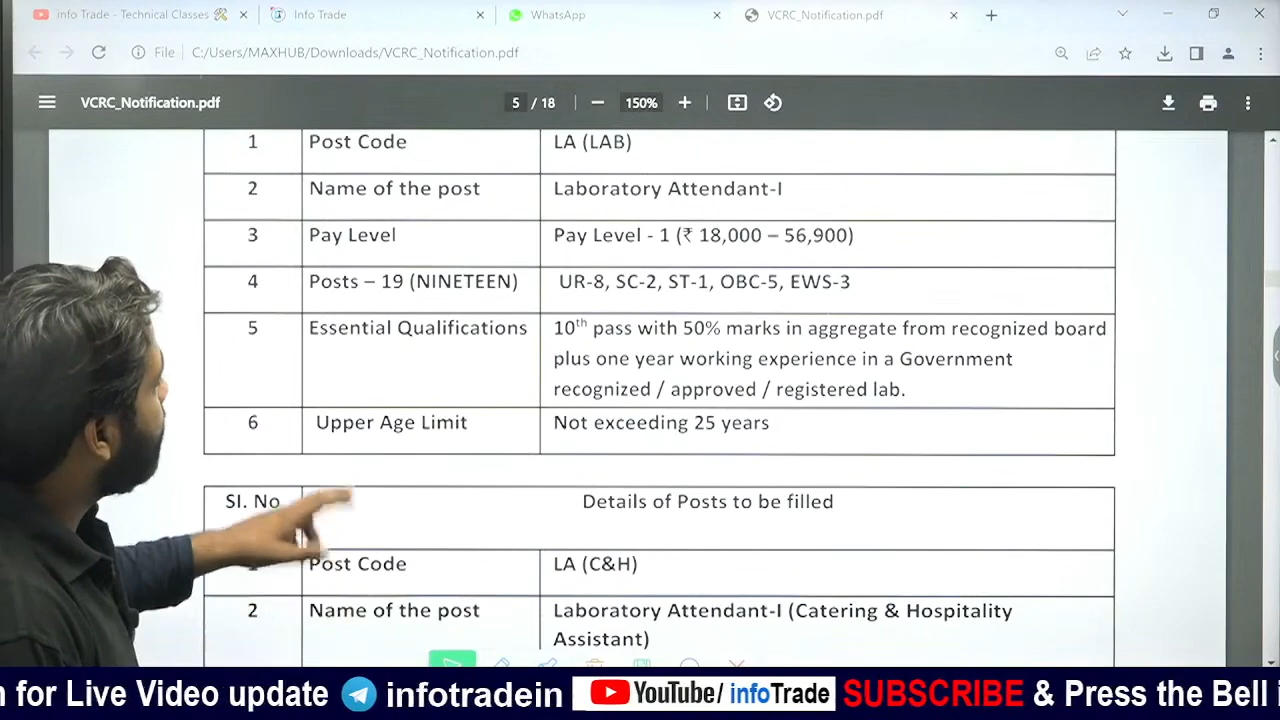 info Trade - Technical Classes
Info Trade
WhatsApp
VCRC_Notification.pdf
File
C:/Users/MAXHUB/Downloads/VCRC_Notification.pdf
VCRC_Notification.pdf
5 / 18
150%
1 Post Code LA (LAB)
2 Name of the post Laboratory Attendant-I
3 Pay Level Pay Level - 1 (₹ 18,000 – 56,900)
4 Posts – 19 (NINETEEN) UR-8, SC-2, ST-1, OBC-5, EWS-3
5 Essential Qualifications 10th pass with 50% marks in aggregate from recognized board
plus one year working experience in a Government
recognized / approved / registered lab.
6 Upper Age Limit Not exceeding 25 years
SI. No Details of Posts to be filled
Post Code LA (C&H)
2 Name of the post Laboratory Attendant-I (Catering & Hospitality
Assistant)
for Live Video update infotradein YouTube/ infoTrade SUBSCRIBE & Press the Bell